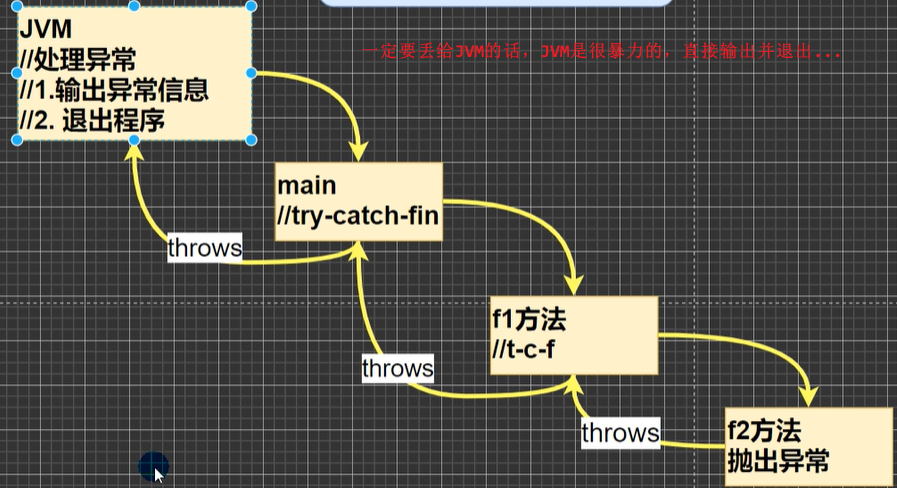 JVM
//处理异常
//1.输出异常信息
//2. 退出程序
一定要丢给JVM的话，JVM是很暴力的，直接输出并退出...
main
//try-catch-fin
throws
f1方法
//t-c-f
throws
f2方法
抛出异常
throws